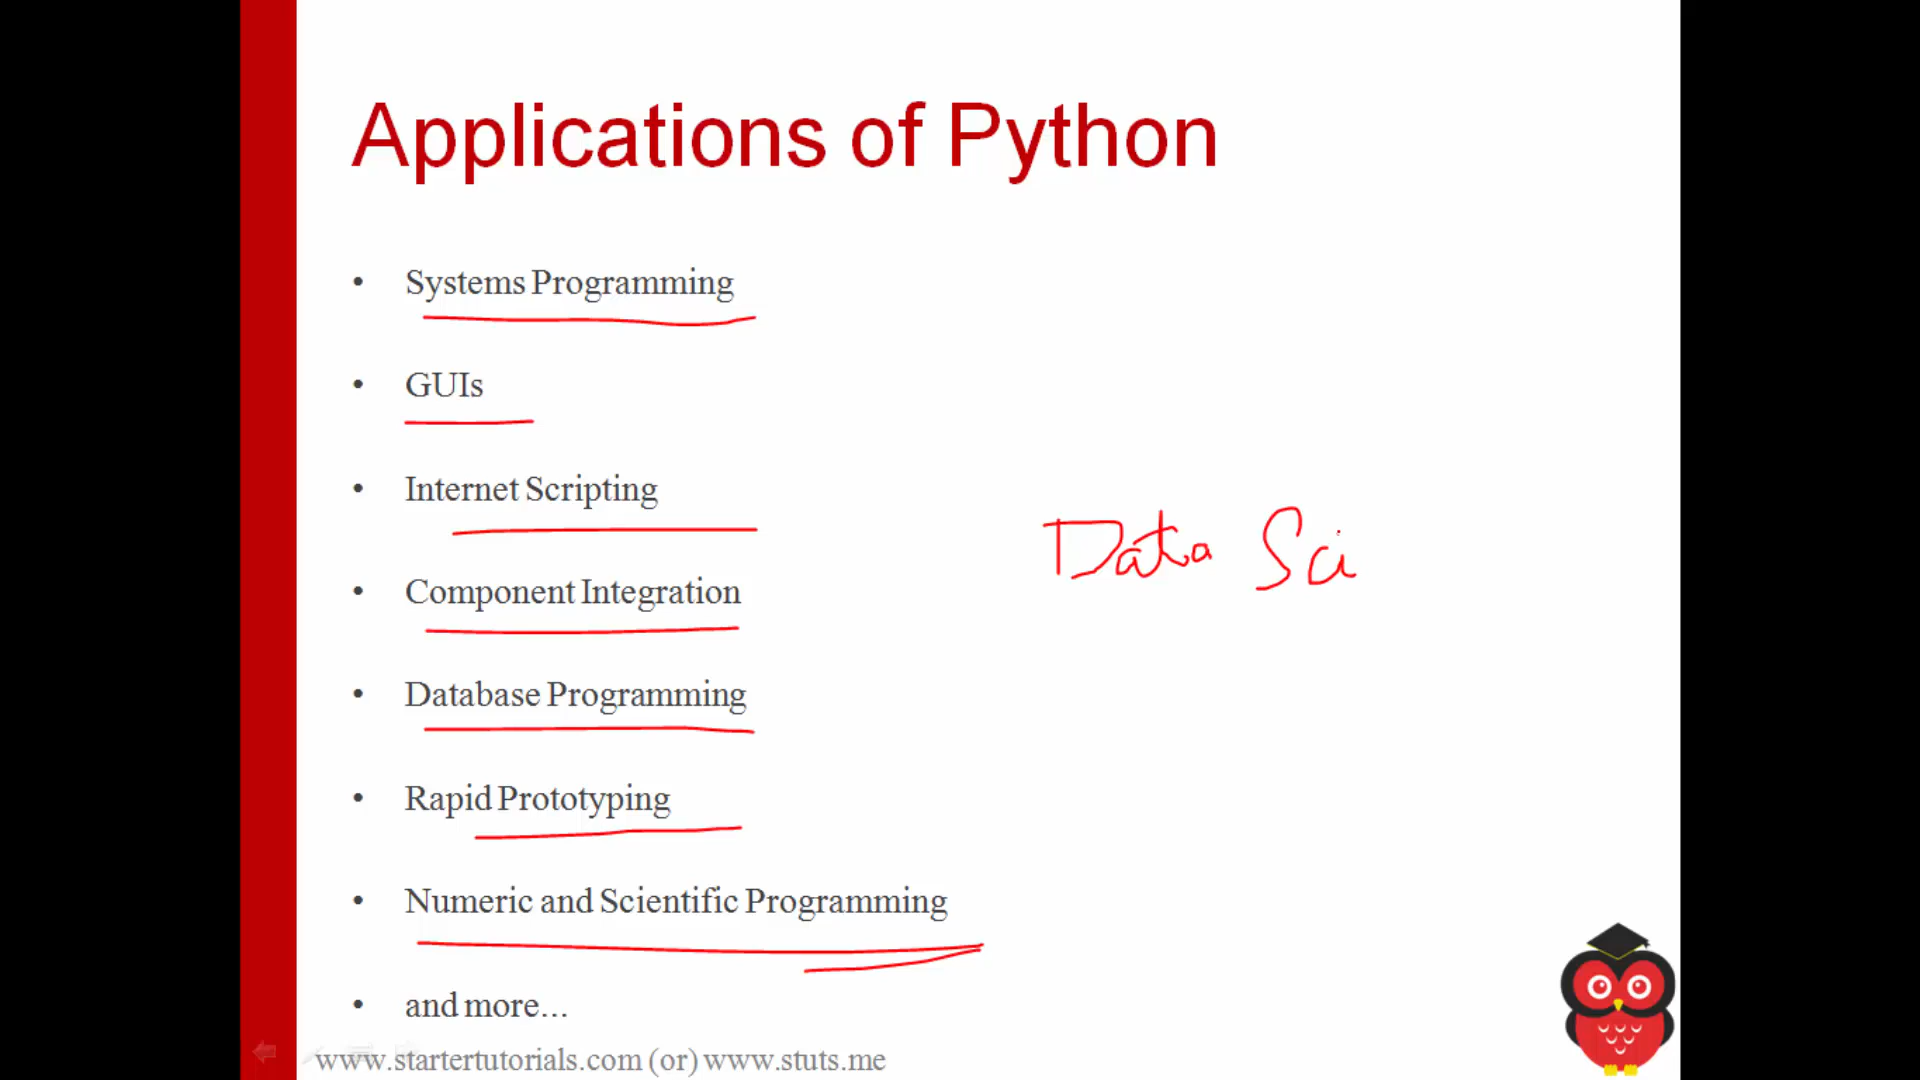 Applications of Python
• Systems Programming
• GUIs
• Internet Scripting
Data Sci
• Component Integration
• Database Programming
• Rapid Prototyping
• Numeric and Scientific Programming
• and more...
www.startertutorials.com (or) www.stuts.me